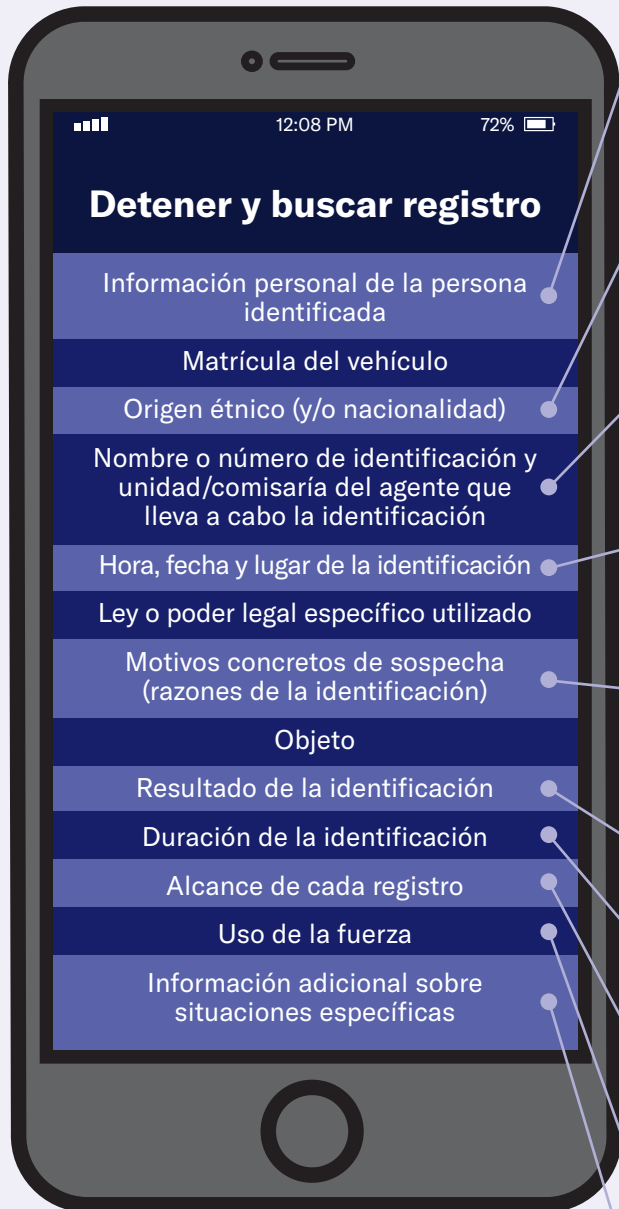 12:08 PM 72%
Detener y buscar registro
Información personal de la persona
identificada
Matrícula del vehículo
Origen étnico (y/o nacionalidad)
Nombre o número de identificación y
unidad/comisaría del agente que
lleva a cabo la identificación
Hora, fecha y lugar de la identificación
Ley o poder legal específico utilizado
Motivos concretos de sospecha
(razones de la identificación)
Objeto
Resultado de la identificación
Duración de la identificación
Alcance de cada registro
Uso de la fuerza
Información adicional sobre
situaciones específicas